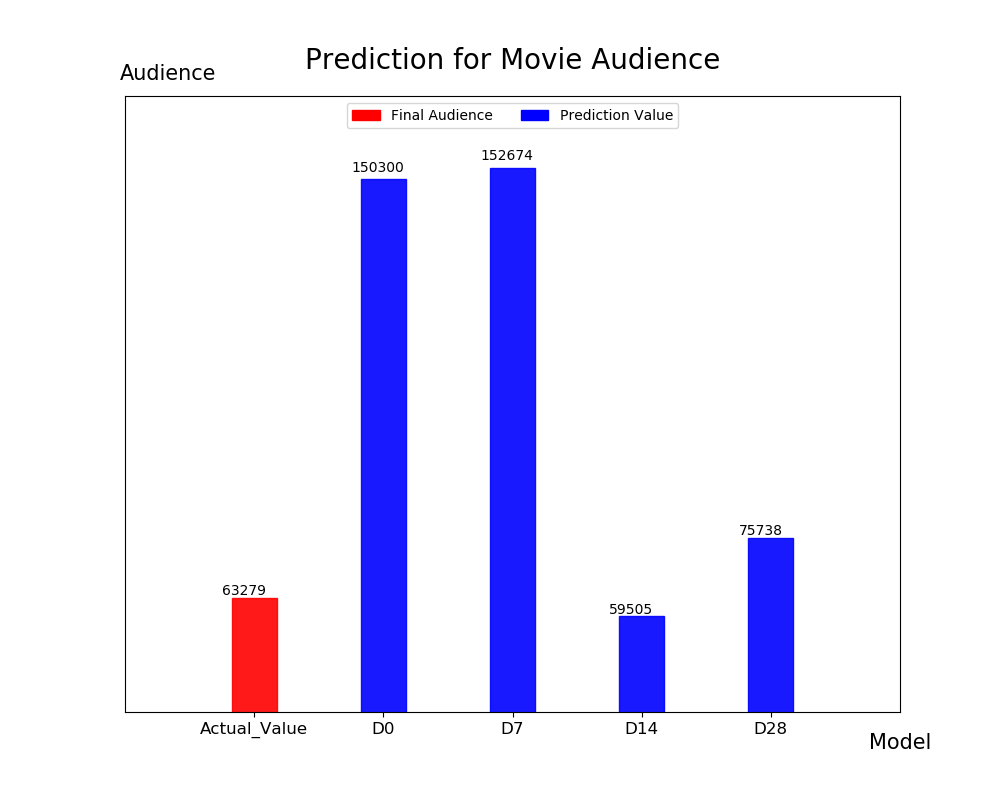 Prediction for Movie Audience
Audience
Final Audience
Prediction Value
152674
150300
75738
63279
59505
Actual_Value
D0
D7
D14
D28
Model